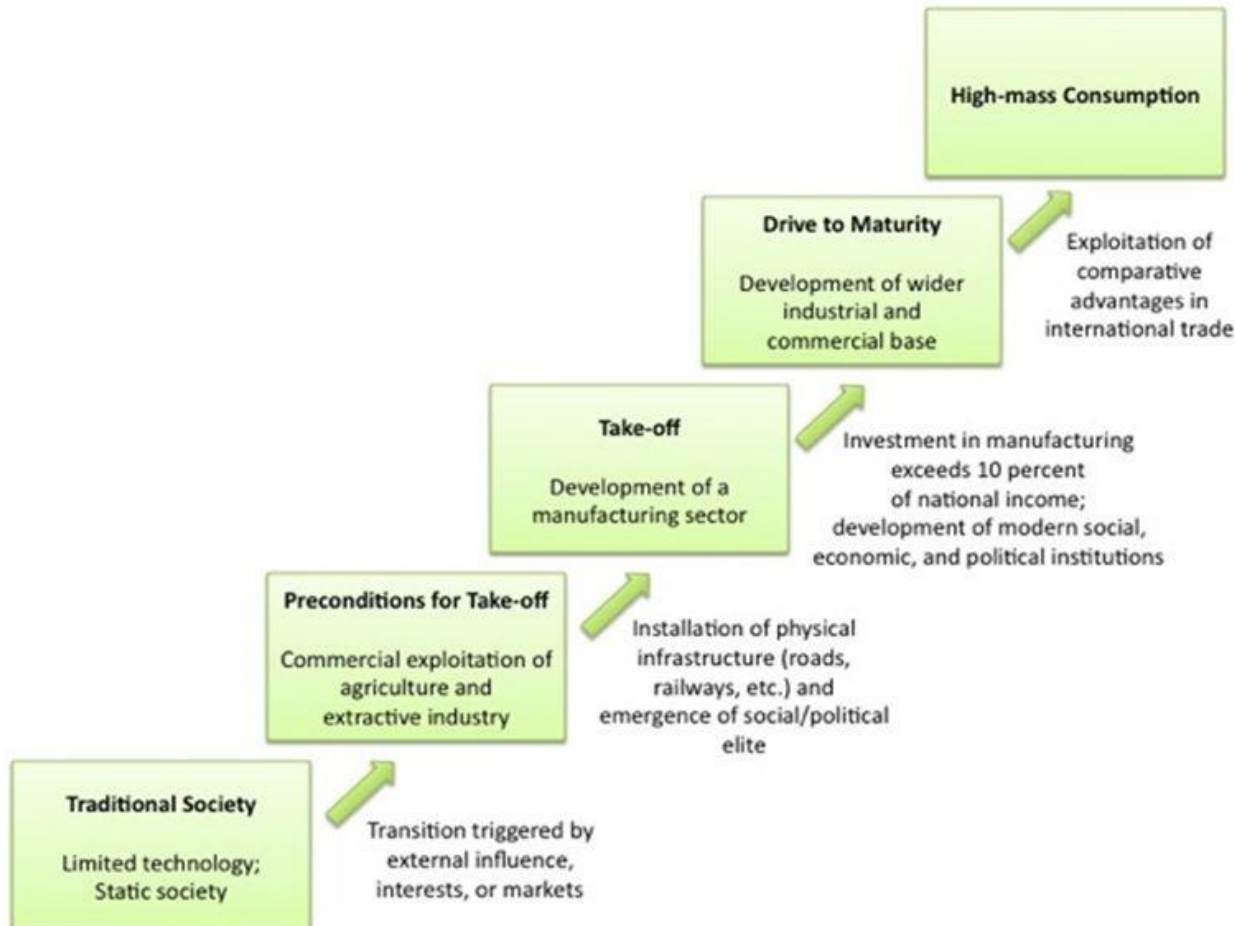 High-mass Consumption
Drive to Maturity
Development of wider
industrial and
commercial base
Exploitation of
comparative
advantages in
international trade
Take-off
Development of a
manufacturing sector
Investment in manufacturing
exceeds 10 percent
of national income;
development of modern social,
economic, and political institutions
Preconditions for Take-off
Commercial exploitation of
agriculture and
extractive industry
Installation of physical
infrastructure (roads,
railways, etc.) and
emergence of social/political
elite
Traditional Society
Limited technology;
Static society
Transition triggered by
external influence,
interests, or markets